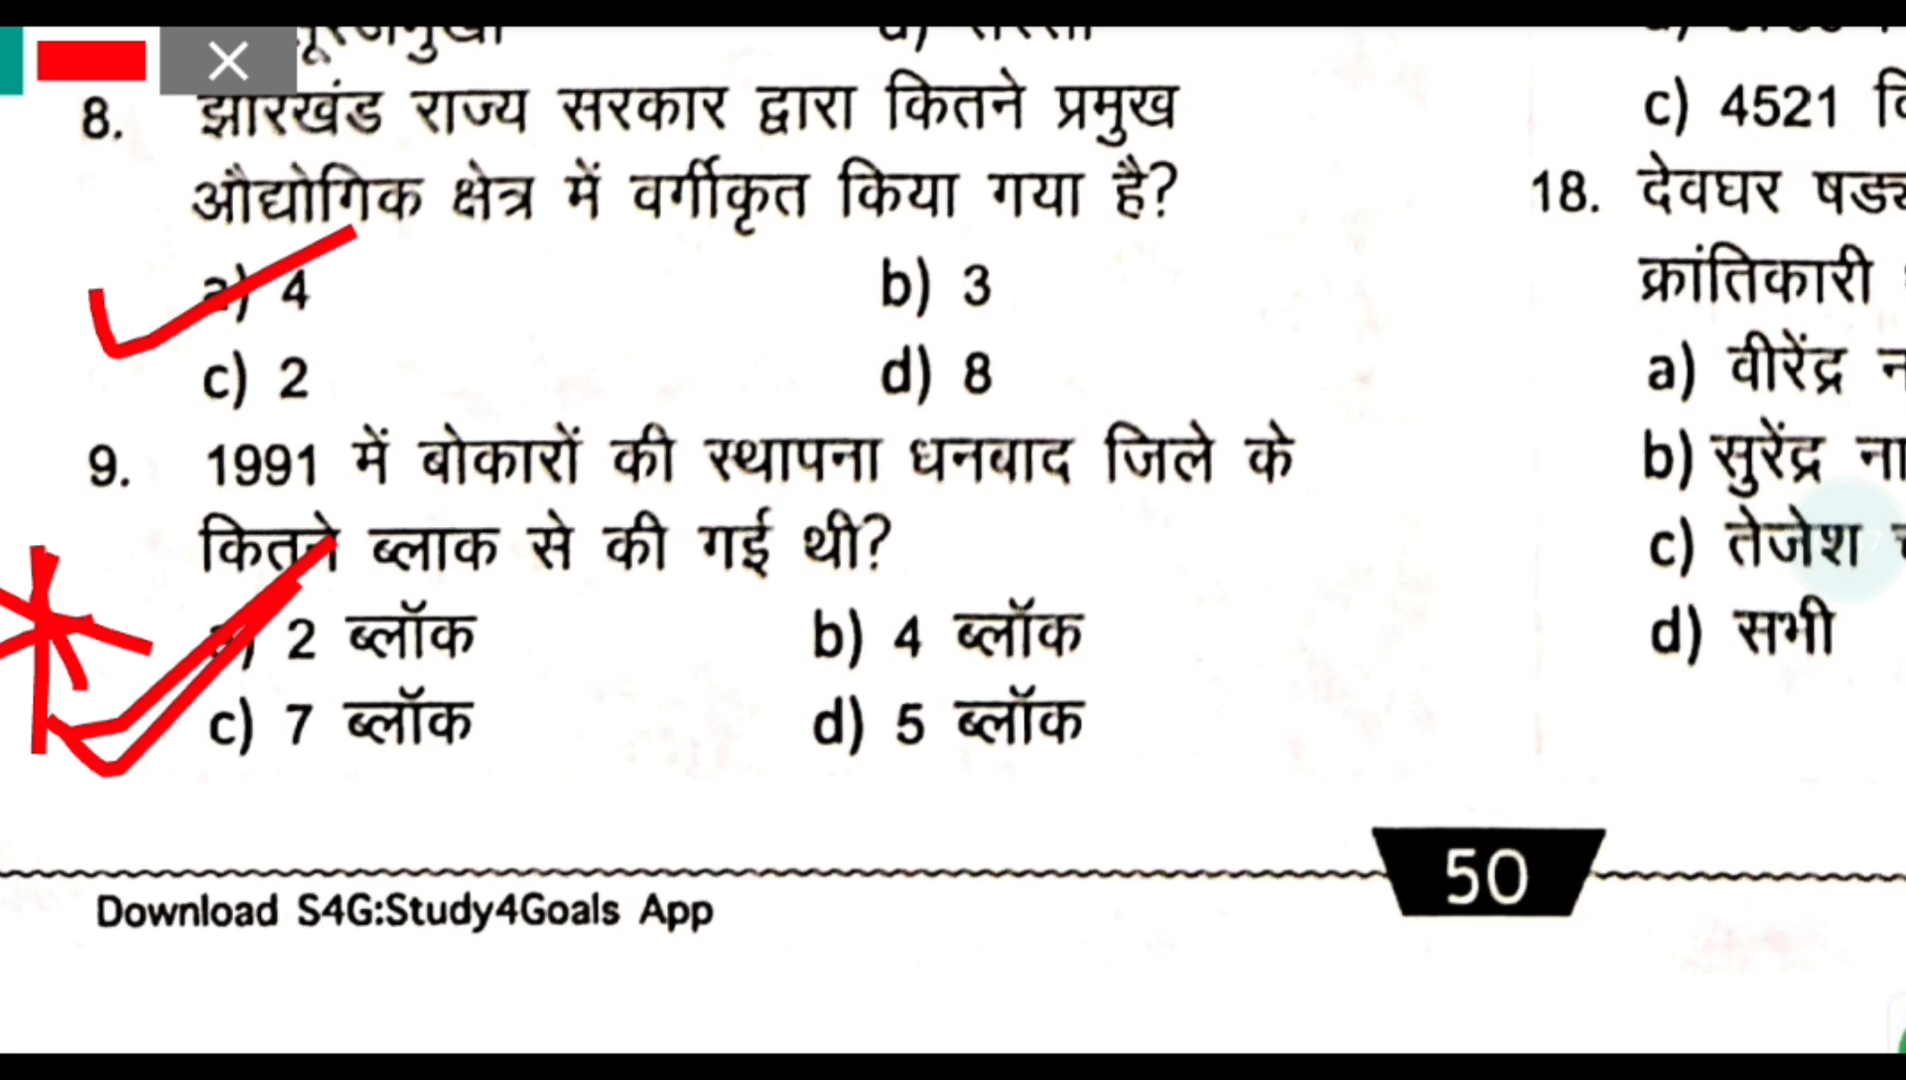 8. झारखंड राज्य सरकार द्वारा कितने प्रमुख
औद्योगिक क्षेत्र में वर्गीकृत किया गया है?
a) 4 b) 3
c) 2 d) 8
9. 1991 में बोकारों की स्थापना धनबाद जिले के
कितने ब्लाक से की गई थी?
a) 2 ब्लॉक b) 4 ब्लॉक
c) 7 ब्लॉक d) 5 ब्लॉक
c) 4521
18. देवघर
क्रांतिकारी
a) वीरेंद्र
b) सुरेंद्र
c) तेजेश
d) सभी
50
Download S4G:Study4Goals App